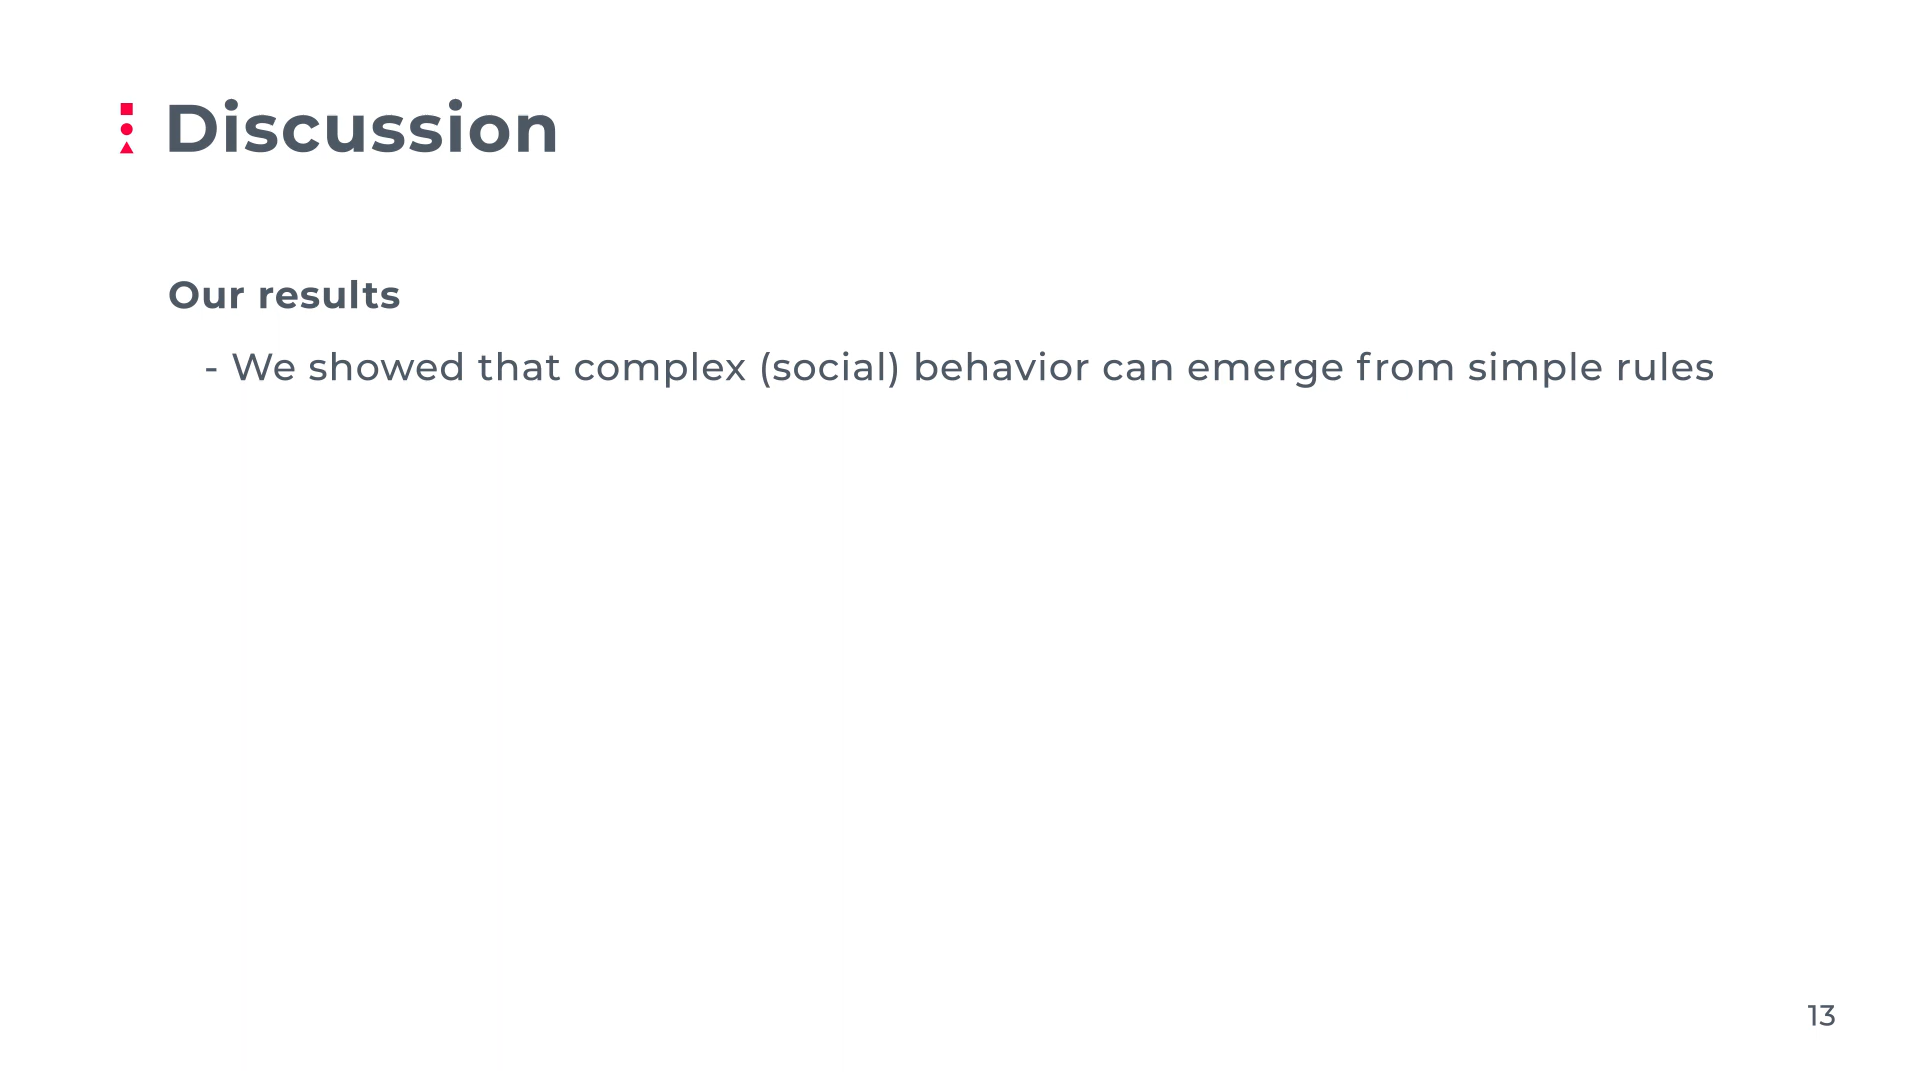 Discussion
Our results
- We showed that complex (social) behavior can emerge from simple rules
13